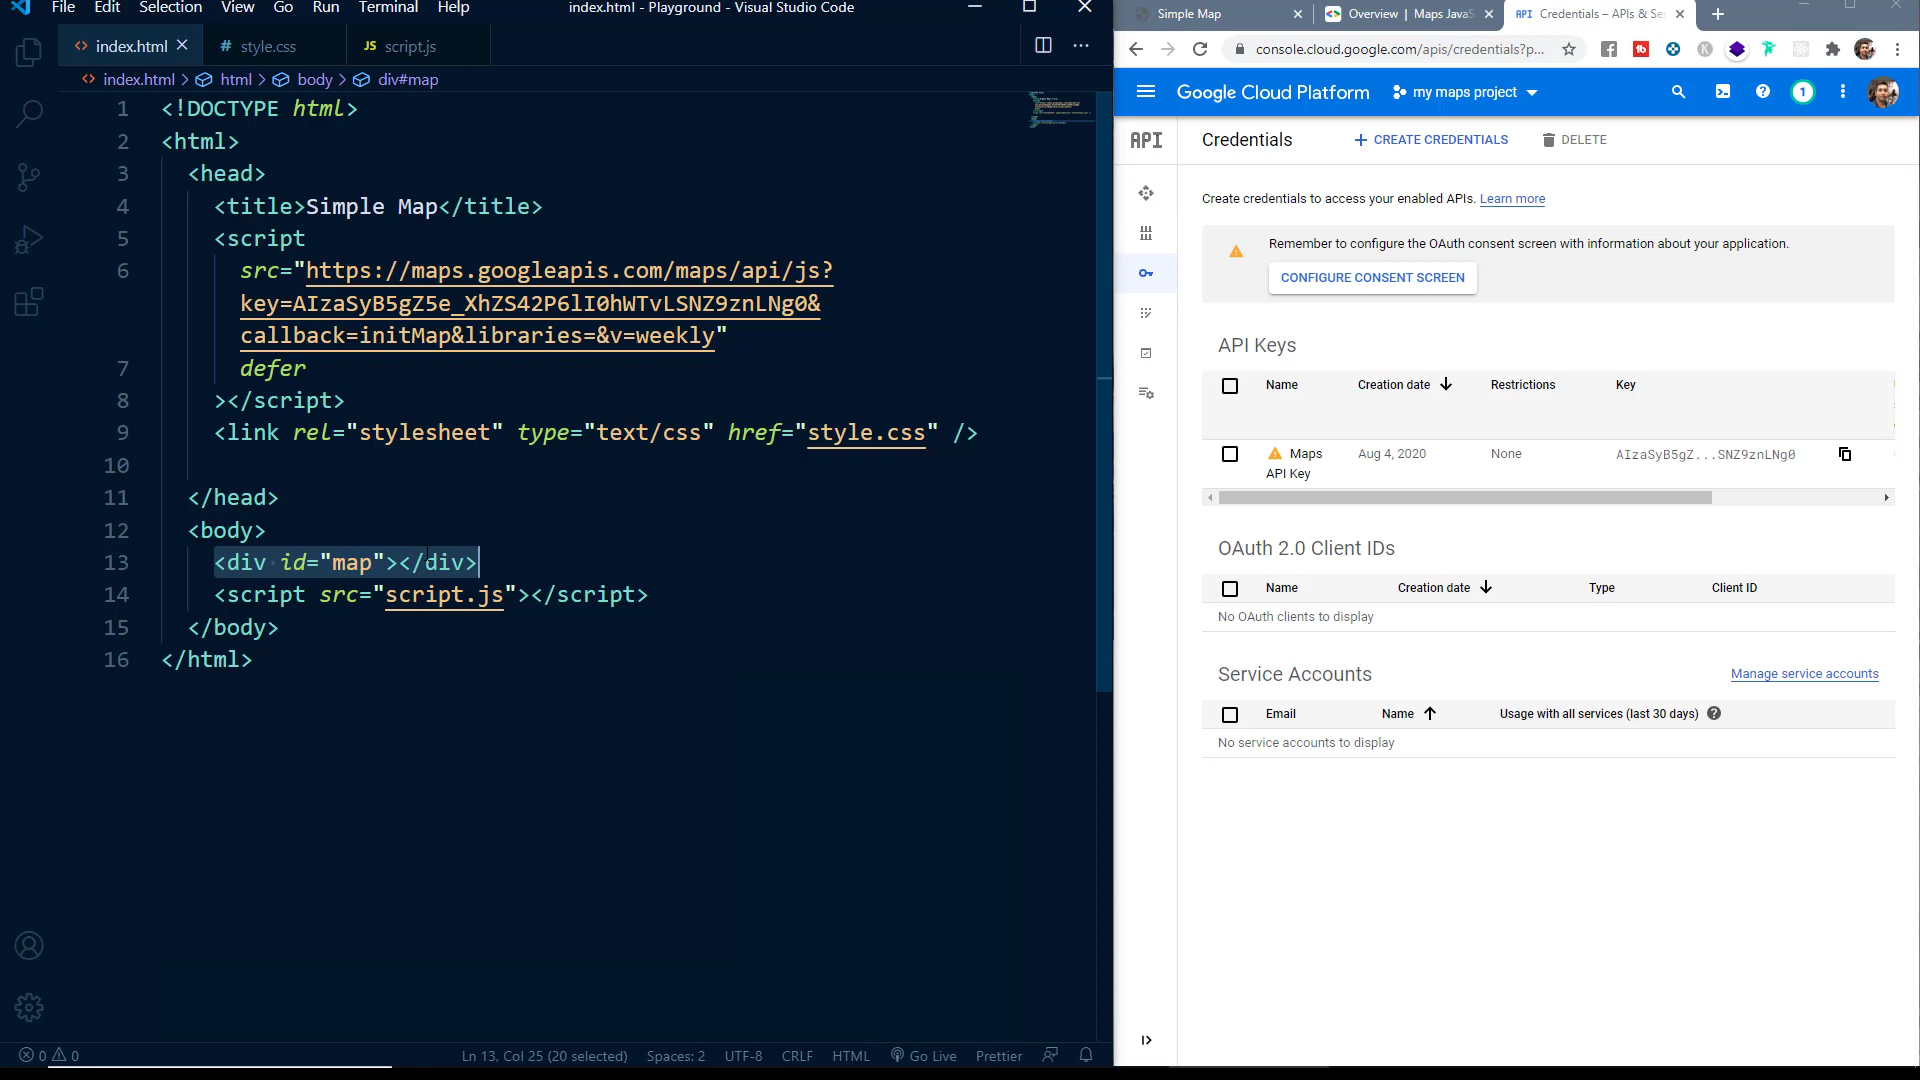 File Edit Selection View Go Run Terminal Help
index.html - Playground - Visual Studio Code
index.html
style.css
JS script.js
index.html > html > body > div#map
1 <!DOCTYPE html>
2 <html>
3 <head>
4 <title>Simple Map</title>
5 <script
6 src="https://maps.googleapis.com/maps/api/js?
key=AIzaSyB5gZ5e_XhZS42P6lI0hWTvLSNZ9znLNg0&
callback=initMap&libraries=&v=weekly"
7 defer
8 ></script>
9 <link rel="stylesheet" type="text/css" href="style.css" />
10
11 </head>
12 <body>
13 <div id="map"></div>
14 <script src="script.js"></script>
15 </body>
16 </html>
0 0
Ln 13, Col 25 (20 selected) Spaces: 2 UTF-8 CRLF HTML Go Live Prettier
Simple Map
Overview | Maps JavaS
API Credentials – APIs & Se
console.cloud.google.com/apis/credentials?p...
Google Cloud Platform
my maps project
1
API
Credentials
CREATE CREDENTIALS
DELETE
Create credentials to access your enabled APIs. Learn more
Remember to configure the OAuth consent screen with information about your application.
CONFIGURE CONSENT SCREEN
API Keys
Name Creation date Restrictions Key
Maps
API Key
Aug 4, 2020 None AIzaSyB5gZ...SNZ9znLNg0
OAuth 2.0 Client IDs
Name Creation date Type Client ID
No OAuth clients to display
Service Accounts
Manage service accounts
Email Name Usage with all services (last 30 days)
No service accounts to display